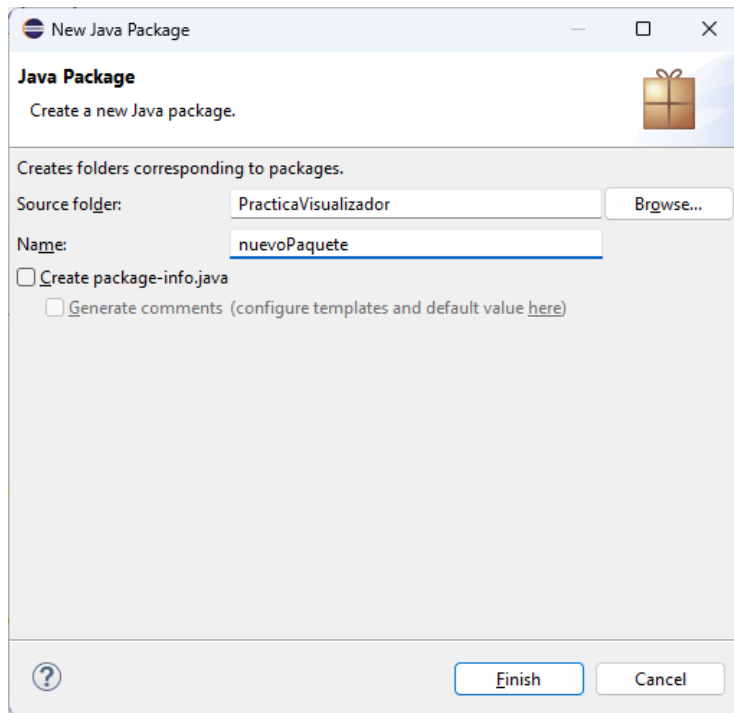 New Java Package
Java Package
Create a new Java package.
Creates folders corresponding to packages.
Source folder: PracticaVisualizador Browse...
Name: nuevoPaquete
Create package-info.java
Generate comments (configure templates and default value here)
? Finish Cancel